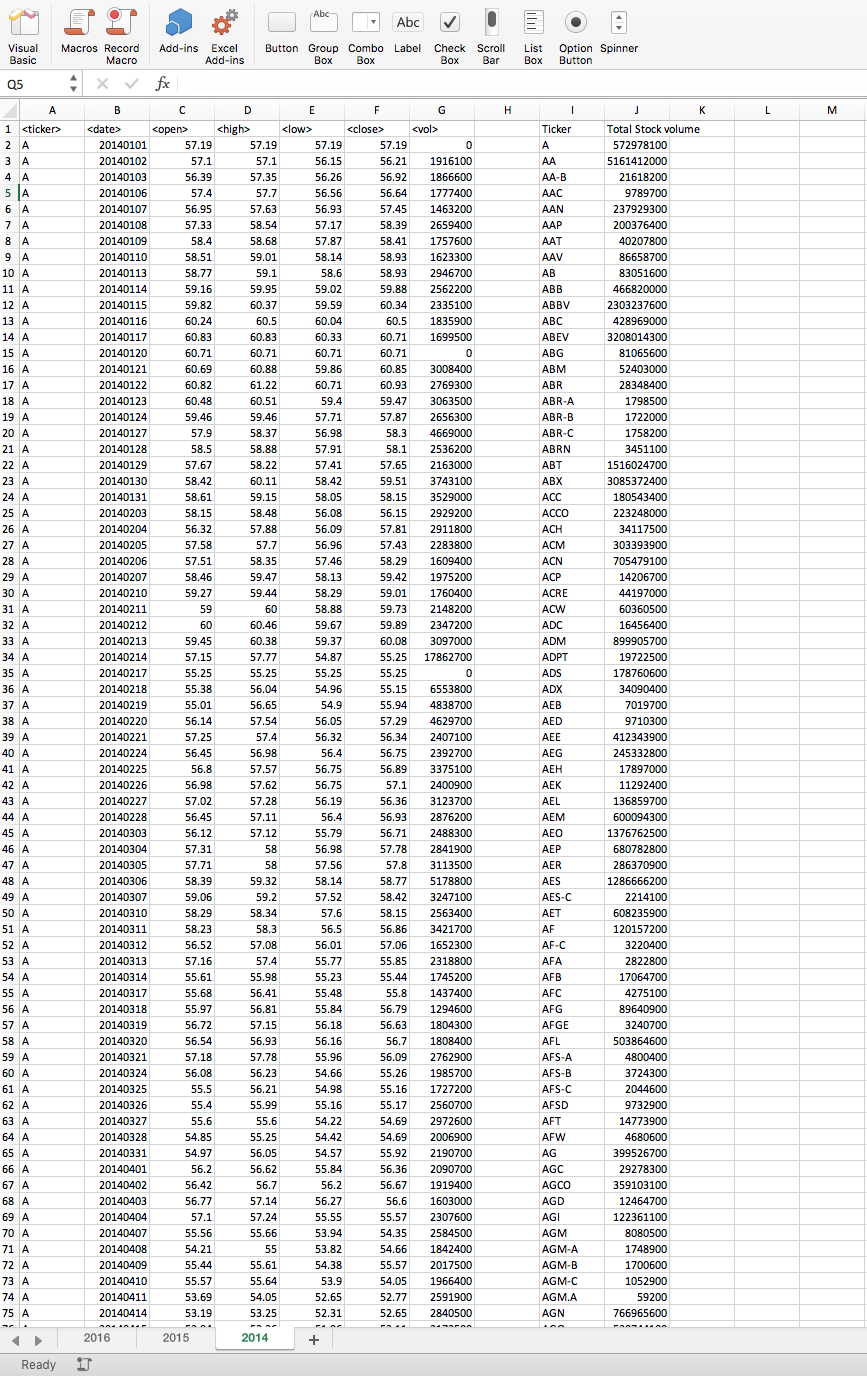 Visual Basic Macros Record Macro Add-ins Excel Add-ins Button Abc Group Box Combo Box Abc Label Check Box Scroll Bar List Box Option Button Spinner
Q5 fx
A B C D E F G H I J K L M
1 <ticker> <date> <open> <high> <low> <close> <vol> Ticker Total Stock volume
2 A 20140101 57.19 57.19 57.19 57.19 0 A 572978100
3 A 20140102 57.1 57.1 56.15 56.21 1916100 AA 5161412000
4 A 20140103 56.39 57.35 56.26 56.92 1866600 AA-B 21618200
5 A 20140106 57.4 57.7 56.56 56.64 1777400 AAC 9789700
6 A 20140107 56.95 57.63 56.93 57.45 1463200 AAN 237929300
7 A 20140108 57.33 58.54 57.17 58.39 2659400 AAP 200376400
8 A 20140109 58.4 58.68 57.87 58.41 1757600 AAT 40207800
9 A 20140110 58.51 59.01 58.14 58.93 1623300 AAV 86658700
10 A 20140113 58.77 59.1 58.6 58.93 2946700 AB 83051600
11 A 20140114 59.16 59.95 59.02 59.88 2562200 ABB 466820000
12 A 20140115 59.82 60.37 59.59 60.34 2335100 ABBV 2303237600
13 A 20140116 60.24 60.5 60.04 60.5 1835900 ABC 428969000
14 A 20140117 60.83 60.83 60.33 60.71 1699500 ABEV 3208014300
15 A 20140120 60.71 60.71 60.71 60.71 0 ABG 81065600
16 A 20140121 60.69 60.88 59.86 60.85 3008400 ABM 52403000
17 A 20140122 60.82 61.22 60.71 60.93 2769300 ABR 28348400
18 A 20140123 60.48 60.51 59.4 59.47 3063500 ABR-A 1798500
19 A 20140124 59.46 59.46 57.71 57.87 2656300 ABR-B 1722000
20 A 20140127 57.9 58.37 56.98 58.3 4669000 ABR-C 1758200
21 A 20140128 58.5 58.88 57.91 58.1 2536200 ABRN 3451100
22 A 20140129 57.67 58.22 57.41 57.65 2163000 ABT 1516024700
23 A 20140130 58.42 60.11 58.42 59.51 3743100 ABX 3085372400
24 A 20140131 58.61 59.15 58.05 58.15 3529000 ACC 180543400
25 A 20140203 58.15 58.48 56.08 56.15 2929200 ACCO 223248000
26 A 20140204 56.32 57.88 56.09 57.81 2911800 ACH 34117500
27 A 20140205 57.58 57.7 56.96 57.43 2283800 ACM 303393900
28 A 20140206 57.51 58.35 57.46 58.29 1609400 ACN 705479100
29 A 20140207 58.46 59.47 58.13 59.42 1975200 ACP 14206700
30 A 20140210 59.27 59.44 58.29 59.01 1760400 ACRE 44197000
31 A 20140211 59 60 58.88 59.73 2148200 ACW 60360500
32 A 20140212 60 60.46 59.67 59.89 2347200 ADC 16456400
33 A 20140213 59.45 60.38 59.37 60.08 3097000 ADM 899905700
34 A 20140214 57.15 57.77 54.87 55.25 17862700 ADPT 19722500
35 A 20140217 55.25 55.25 55.25 55.25 0 ADS 178760600
36 A 20140218 55.38 56.04 54.96 55.15 6553800 ADX 34090400
37 A 20140219 55.01 56.65 54.9 55.94 4838700 AEB 7019700
38 A 20140220 56.14 57.54 56.05 57.29 4629700 AED 9710300
39 A 20140221 57.25 57.4 56.32 56.34 2407100 AEE 412343900
40 A 20140224 56.45 56.98 56.4 56.75 2392700 AEG 245332800
41 A 20140225 56.8 57.57 56.75 56.89 3375100 AEH 17897000
42 A 20140226 56.98 57.62 56.75 57.1 2400900 AEK 11292400
43 A 20140227 57.02 57.28 56.19 56.36 3123700 AEL 136859700
44 A 20140228 56.45 57.11 56.4 56.93 2876200 AEM 600094300
45 A 20140303 56.12 57.12 55.79 56.71 2488300 AEO 1376762500
46 A 20140304 57.31 58 56.98 57.78 2841900 AEP 680782800
47 A 20140305 57.71 58 57.56 57.8 3113500 AER 286370900
48 A 20140306 58.39 59.32 58.14 58.77 5178800 AES 1286666200
49 A 20140307 59.06 59.2 57.52 58.42 3247100 AES-C 2214100
50 A 20140310 58.29 58.34 57.6 58.15 2563400 AET 608235900
51 A 20140311 58.23 58.3 56.5 56.86 3421700 AF 120157200
52 A 20140312 56.52 57.08 56.01 57.06 1652300 AF-C 3220400
53 A 20140313 57.16 57.4 55.77 55.85 2318800 AFA 2822800
54 A 20140314 55.61 55.98 55.23 55.44 1745200 AFB 17064700
55 A 20140317 55.68 56.41 55.48 55.8 1437400 AFC 4275100
56 A 20140318 55.97 56.81 55.84 56.79 1294600 AFG 89640900
57 A 20140319 56.72 57.15 56.18 56.63 1804300 AFGE 3240700
58 A 20140320 56.54 56.93 56.16 56.7 1808400 AFL 503864600
59 A 20140321 57.18 57.78 55.96 56.09 2762900 AFS-A 4800400
60 A 20140324 56.08 56.23 54.66 55.26 1985700 AFS-B 3724300
61 A 20140325 55.5 56.21 54.98 55.16 1727200 AFS-C 2044600
62 A 20140326 55.4 55.99 55.16 55.17 2560700 AFSD 9732900
63 A 20140327 55.6 55.6 54.22 54.69 2972600 AFT 14773900
64 A 20140328 54.85 55.25 54.42 54.69 2006900 AFW 4680600
65 A 20140331 54.97 56.05 54.57 55.92 2190700 AG 399526700
66 A 20140401 56.2 56.62 55.84 56.36 2090700 AGC 29278300
67 A 20140402 56.42 56.7 56.2 56.67 1919400 AGCO 359103100
68 A 20140403 56.77 57.14 56.27 56.6 1603000 AGD 12464700
69 A 20140404 57.1 57.24 55.55 55.57 2307600 AGI 122361100
70 A 20140407 55.56 55.66 53.94 54.35 2584500 AGM 8080500
71 A 20140408 54.21 55 53.82 54.66 1842400 AGM-A 1748900
72 A 20140409 55.44 55.61 54.38 55.57 2017500 AGM-B 1700600
73 A 20140410 55.57 55.64 53.9 54.05 1966400 AGM-C 1052900
74 A 20140411 53.69 54.05 52.65 52.77 2591900 AGM.A 59200
75 A 20140414 53.19 53.25 52.31 52.65 2840500 AGN 766965600
2016 2015 2014 +
Ready